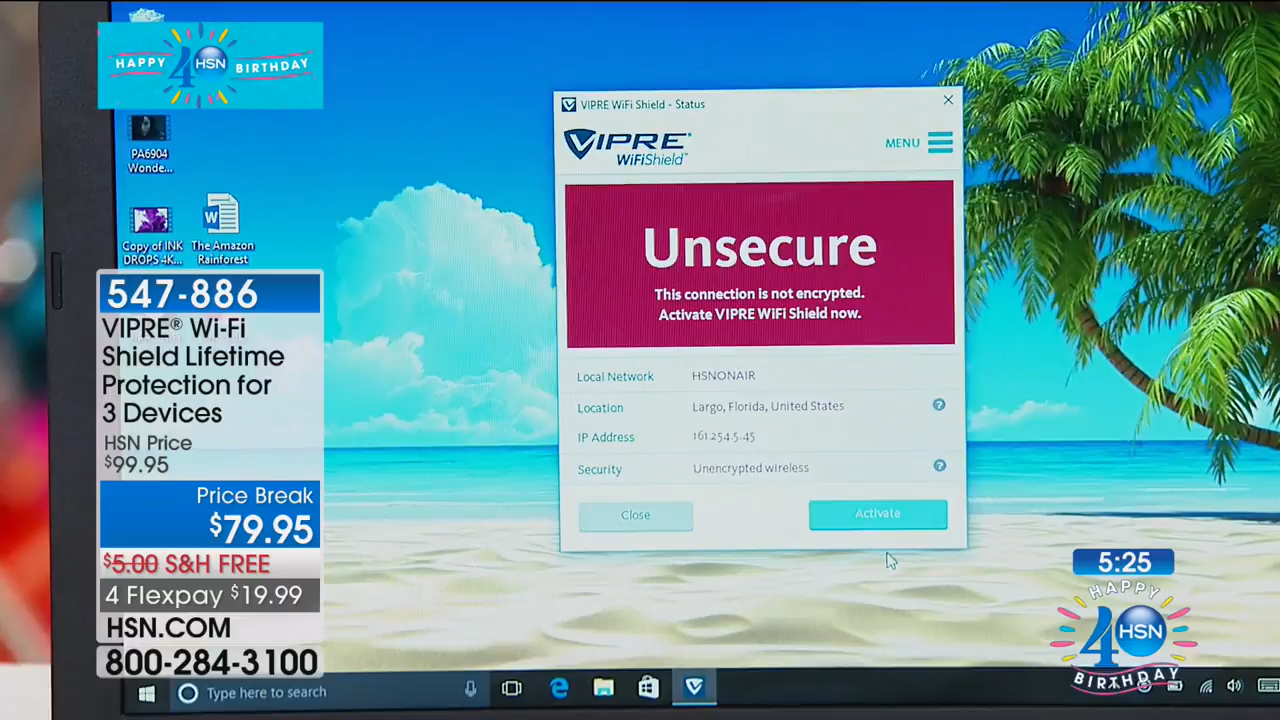 HAPPY 40 HSN BIRTHDAY
PA6904
Wonde...
Copy of INK
DROPS 4K...
The Amazon
Rainforest
547-886
VIPRE® Wi-Fi
Shield Lifetime
Protection for
3 Devices
HSN Price
$99.95
Price Break
$79.95
$5.00 S&H FREE
4 Flexpay $19.99
HSN.COM
800-284-3100
VIPRE WiFi Shield - Status
VIPRE®
WiFiShield™
MENU
Unsecure
This connection is not encrypted.
Activate VIPRE WiFi Shield now.
Local Network HSNONAIR
Location Largo, Florida, United States
IP Address 161.254.5.45
Security Unencrypted wireless
Close
Activate
5:25
HAPPY
40 HSN
BIRTHDAY
Type here to search